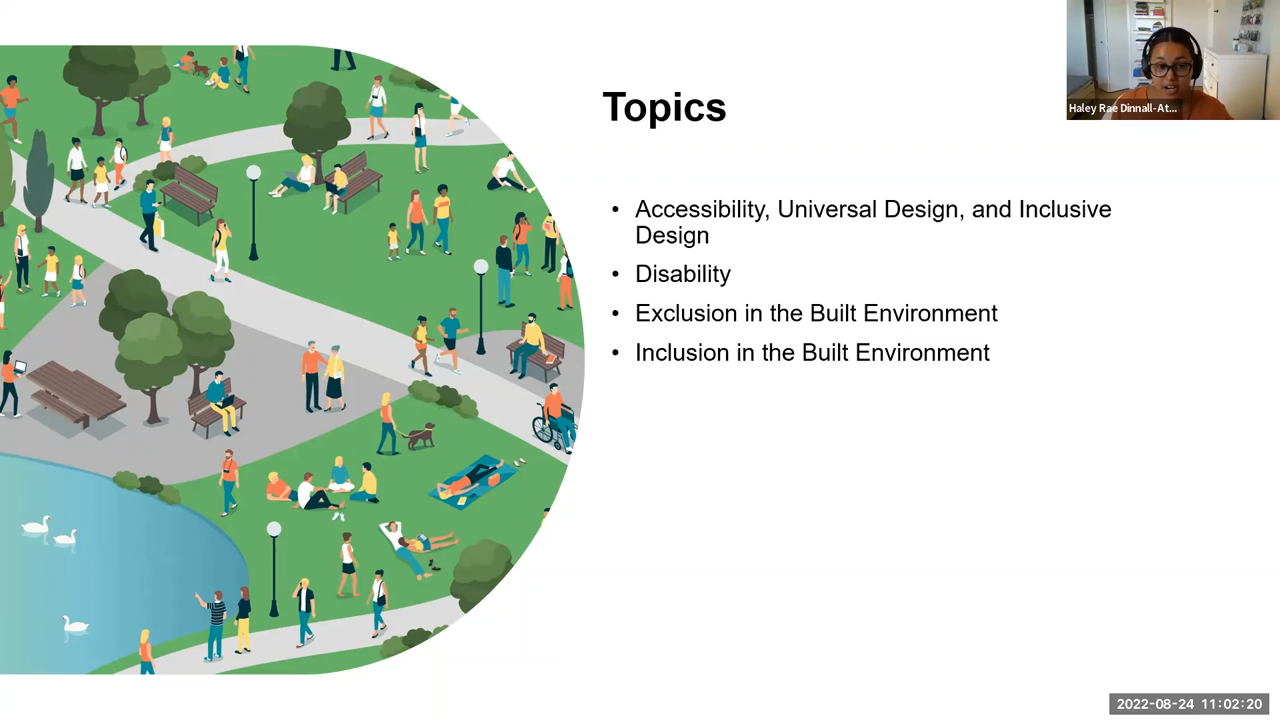 Topics
Haley Rae Dinnall-At...
• Accessibility, Universal Design, and Inclusive
Design
• Disability
• Exclusion in the Built Environment
• Inclusion in the Built Environment
2022-08-24 11:02:20